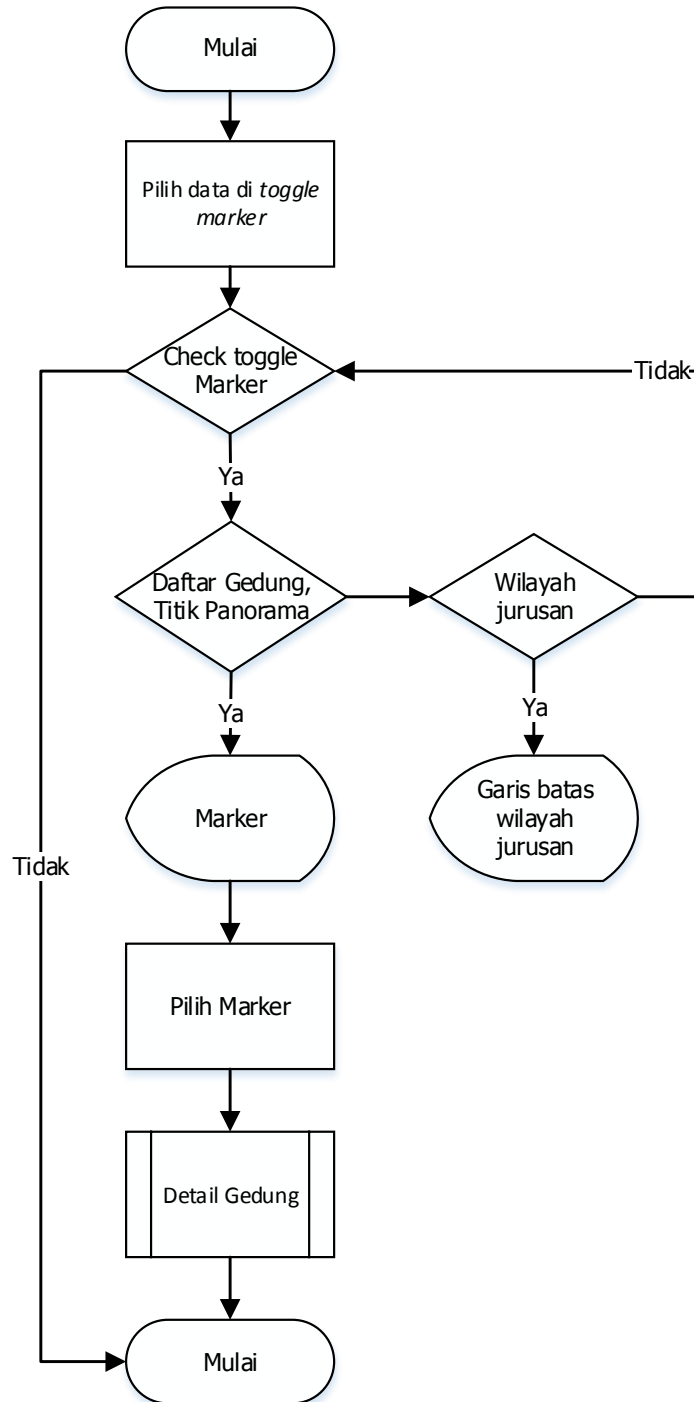 Mulai
Pilih data di toggle
marker
Check toggle
Marker
Tidak
Ya
Daftar Gedung,
Titik Panorama
Wilayah
jurusan
Ya
Ya
Marker
Garis batas
wilayah
jurusan
Tidak
Pilih Marker
Detail Gedung
Mulai